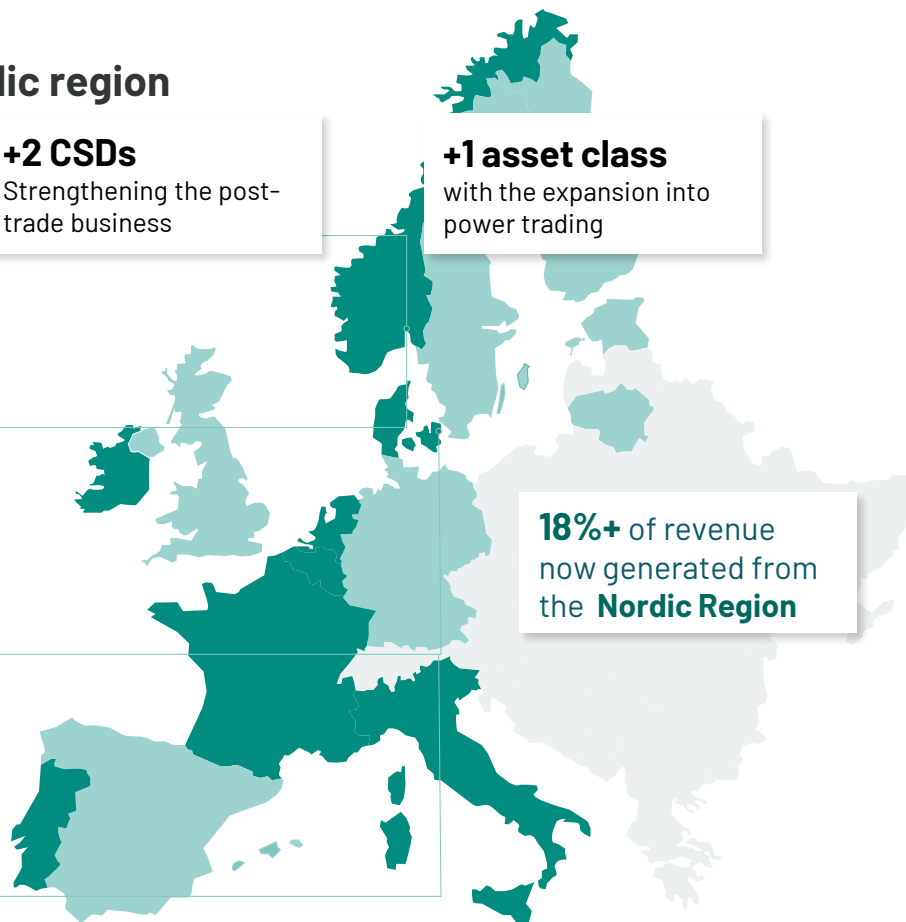 lic region
+2 CSDs
Strengthening the post-
trade business
+1 asset class
with the expansion into
power trading
18%+ of revenue
now generated from
the Nordic Region